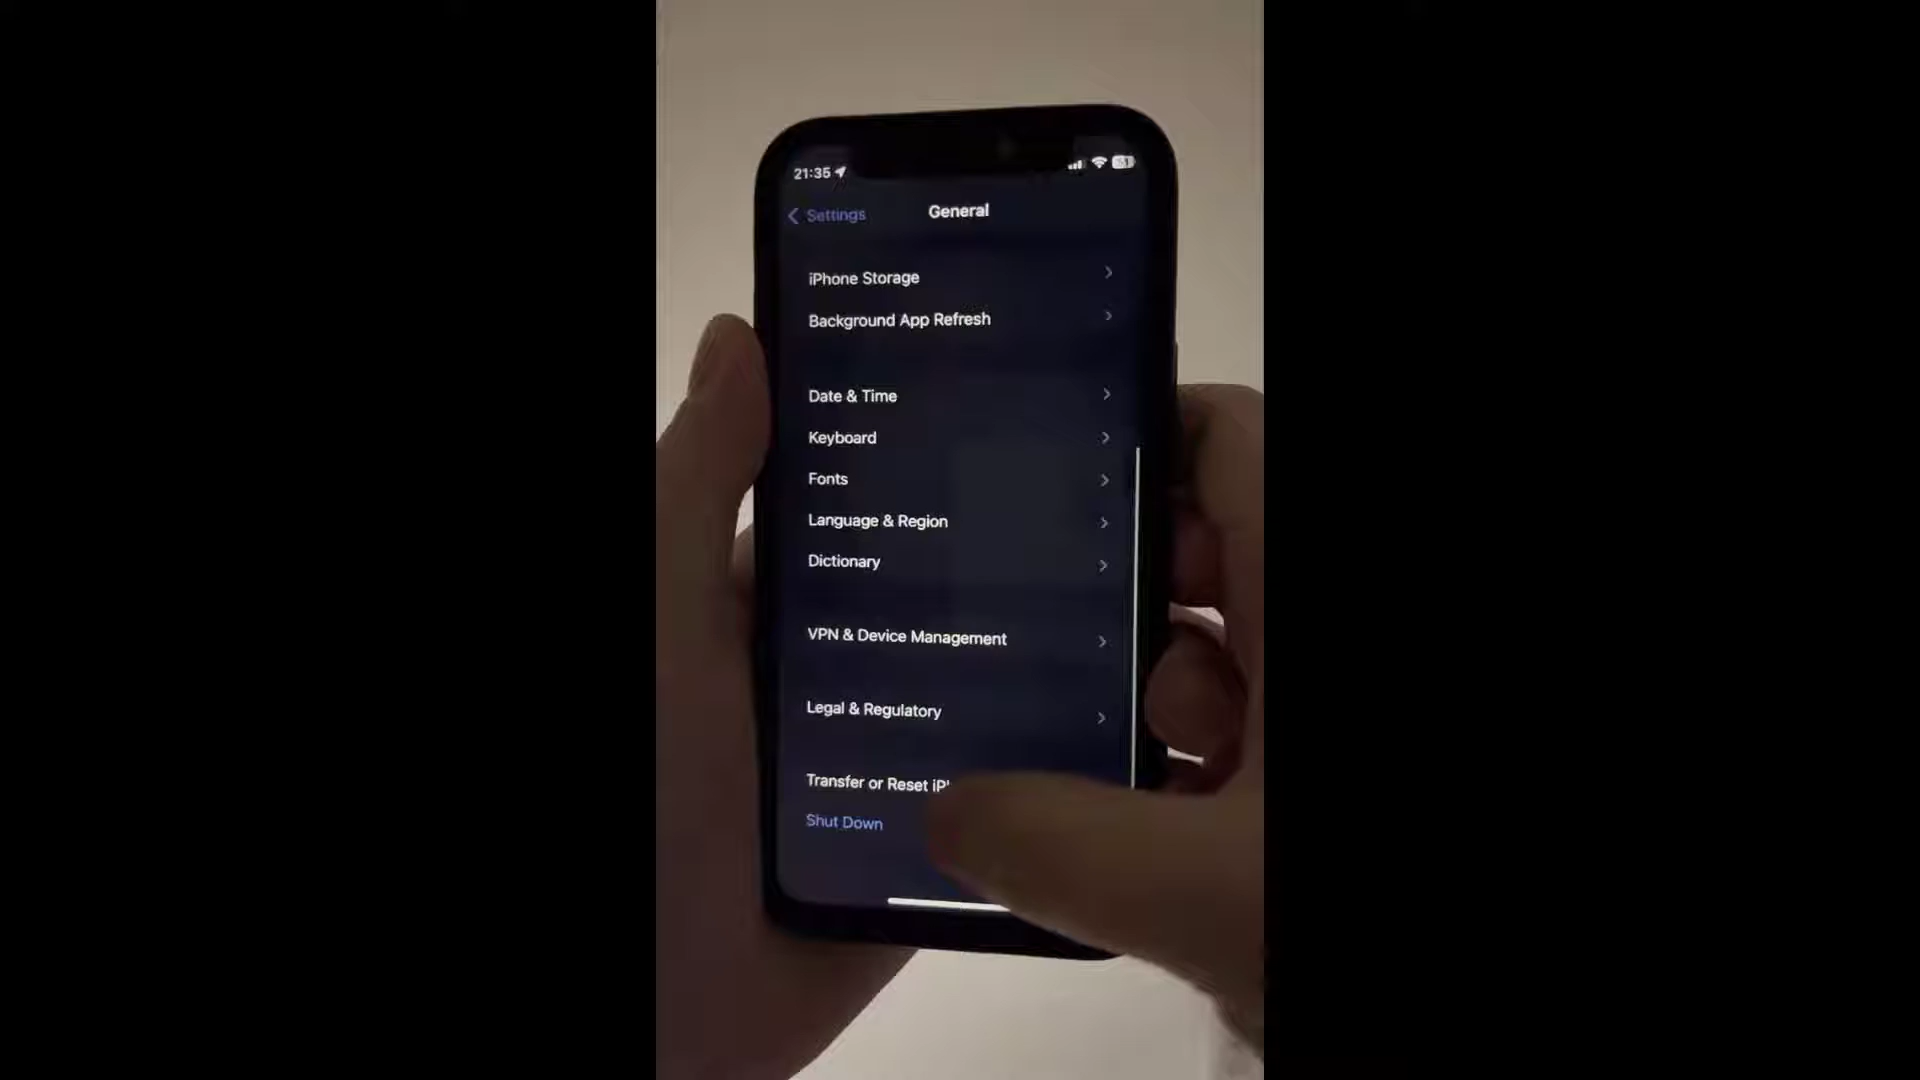 21:35
Settings
General
iPhone Storage
Background App Refresh
Date & Time
Keyboard
Fonts
Language & Region
Dictionary
VPN & Device Management
Legal & Regulatory
Transfer or Reset
Shut Down